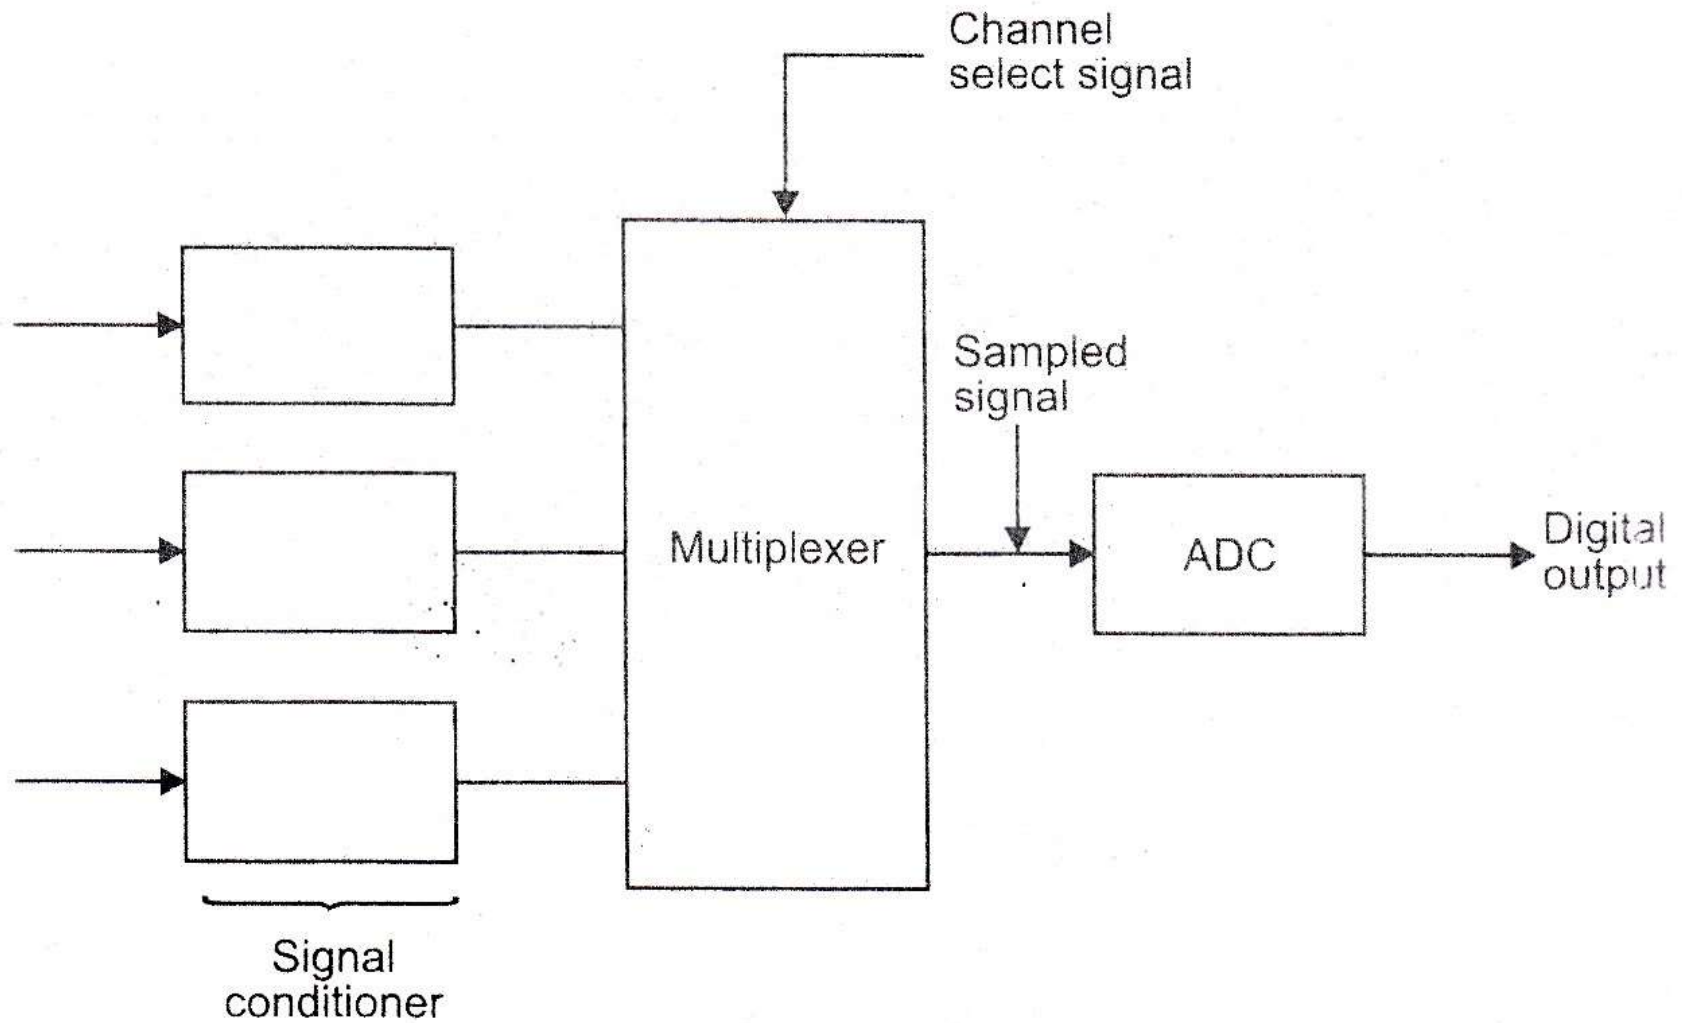 Channel
select signal
Sampled
signal
Multiplexer
ADC
Digital
output
Signal
conditioner